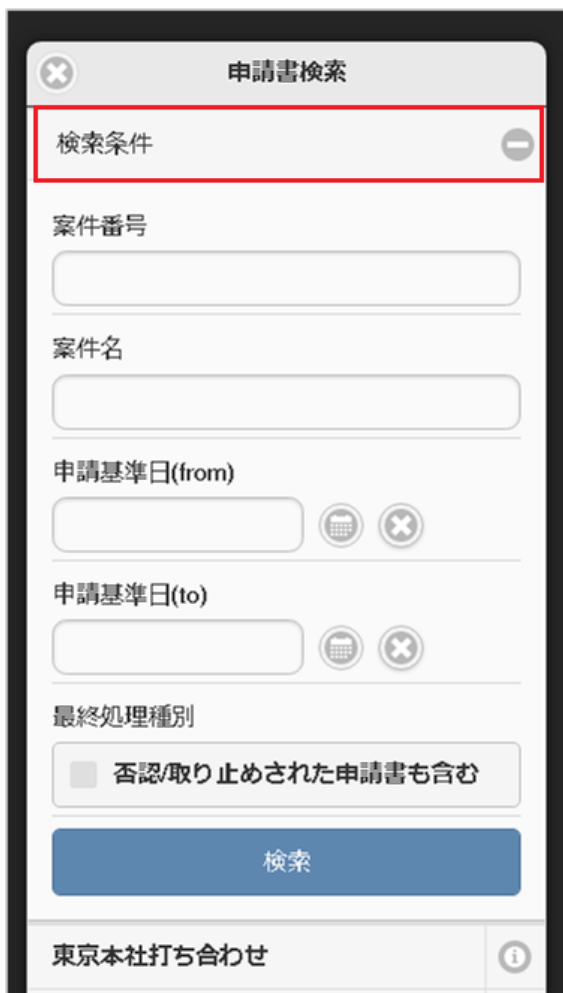 申請書検索
検索条件
案件番号
案件名
申請基準日(from)
申請基準日(to)
最終処理種別
否認/取り止めされた申請書も含む
検索
東京本社打ち合わせ